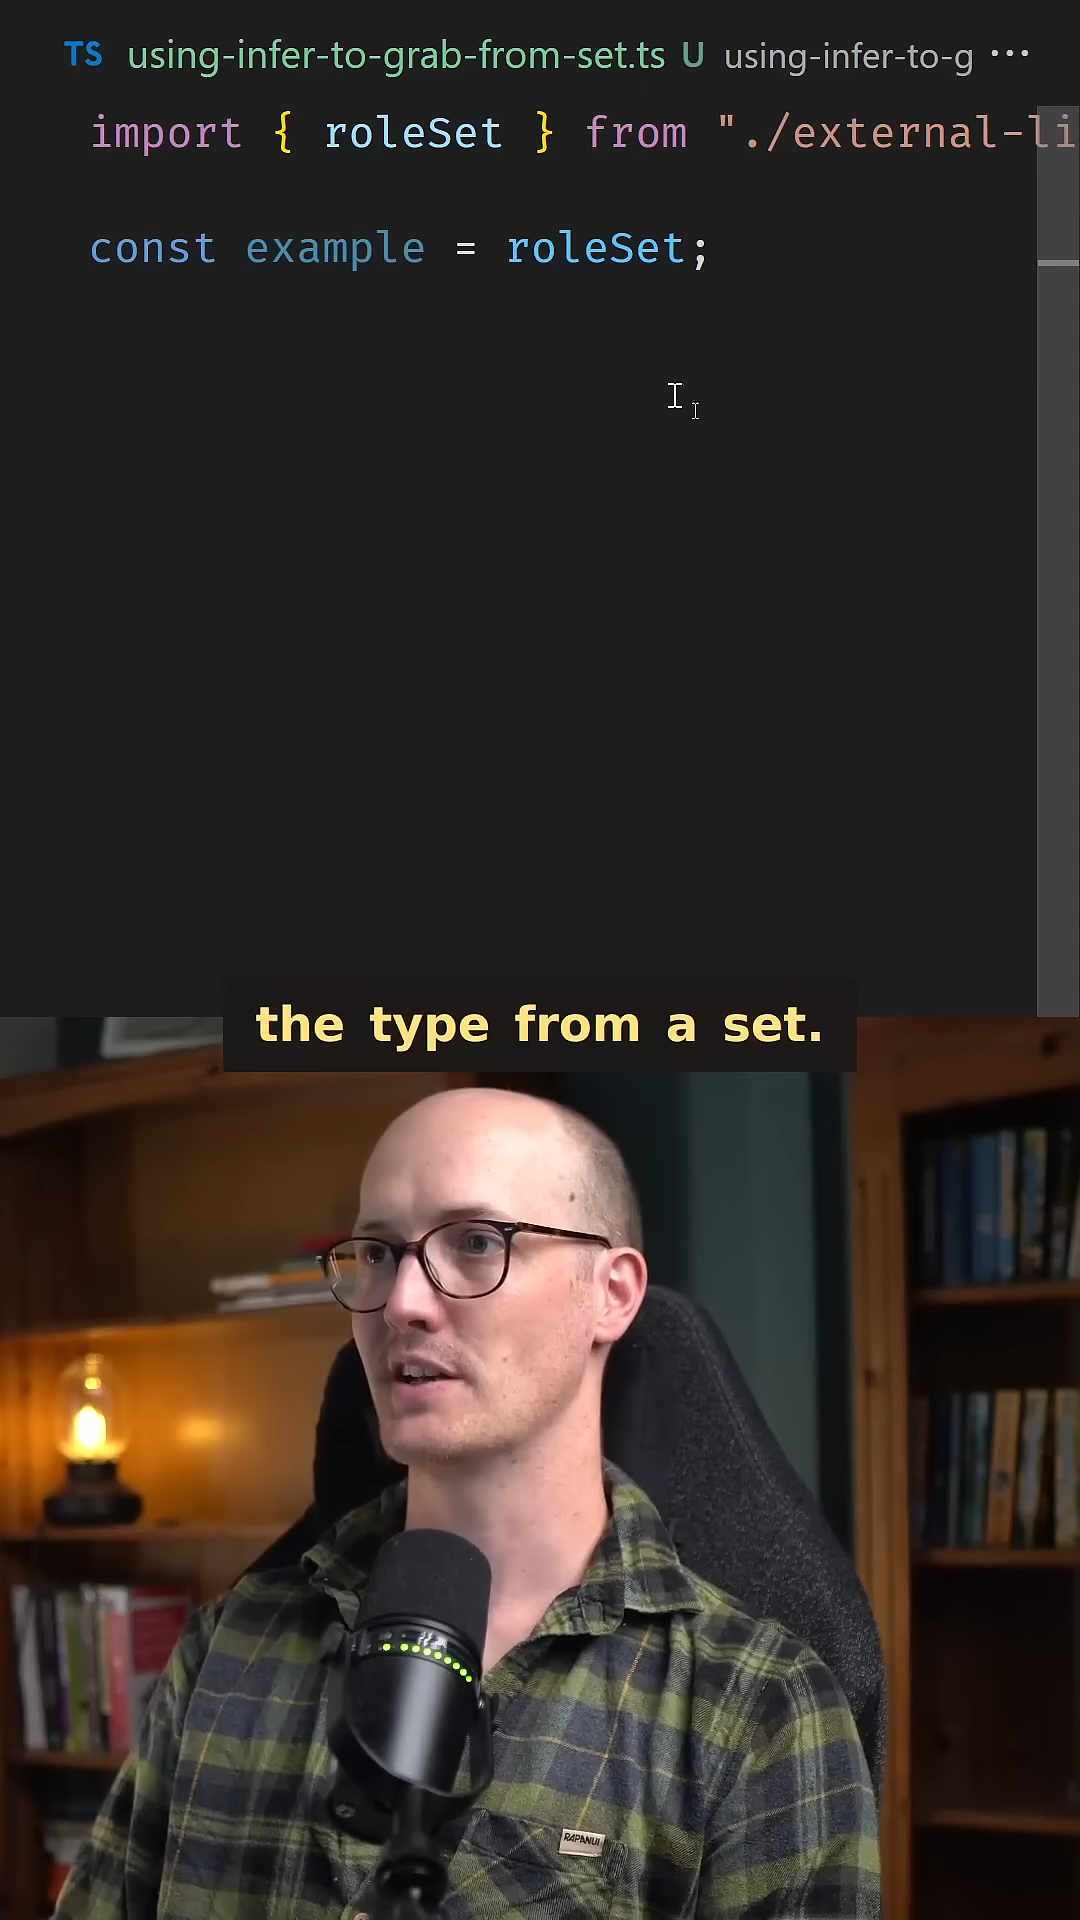 TS using-infer-to-grab-from-set.ts U using-infer-to-g ...
import { roleSet } from "./external-li
const example = roleSet;
the type from a set.
RAPANUI